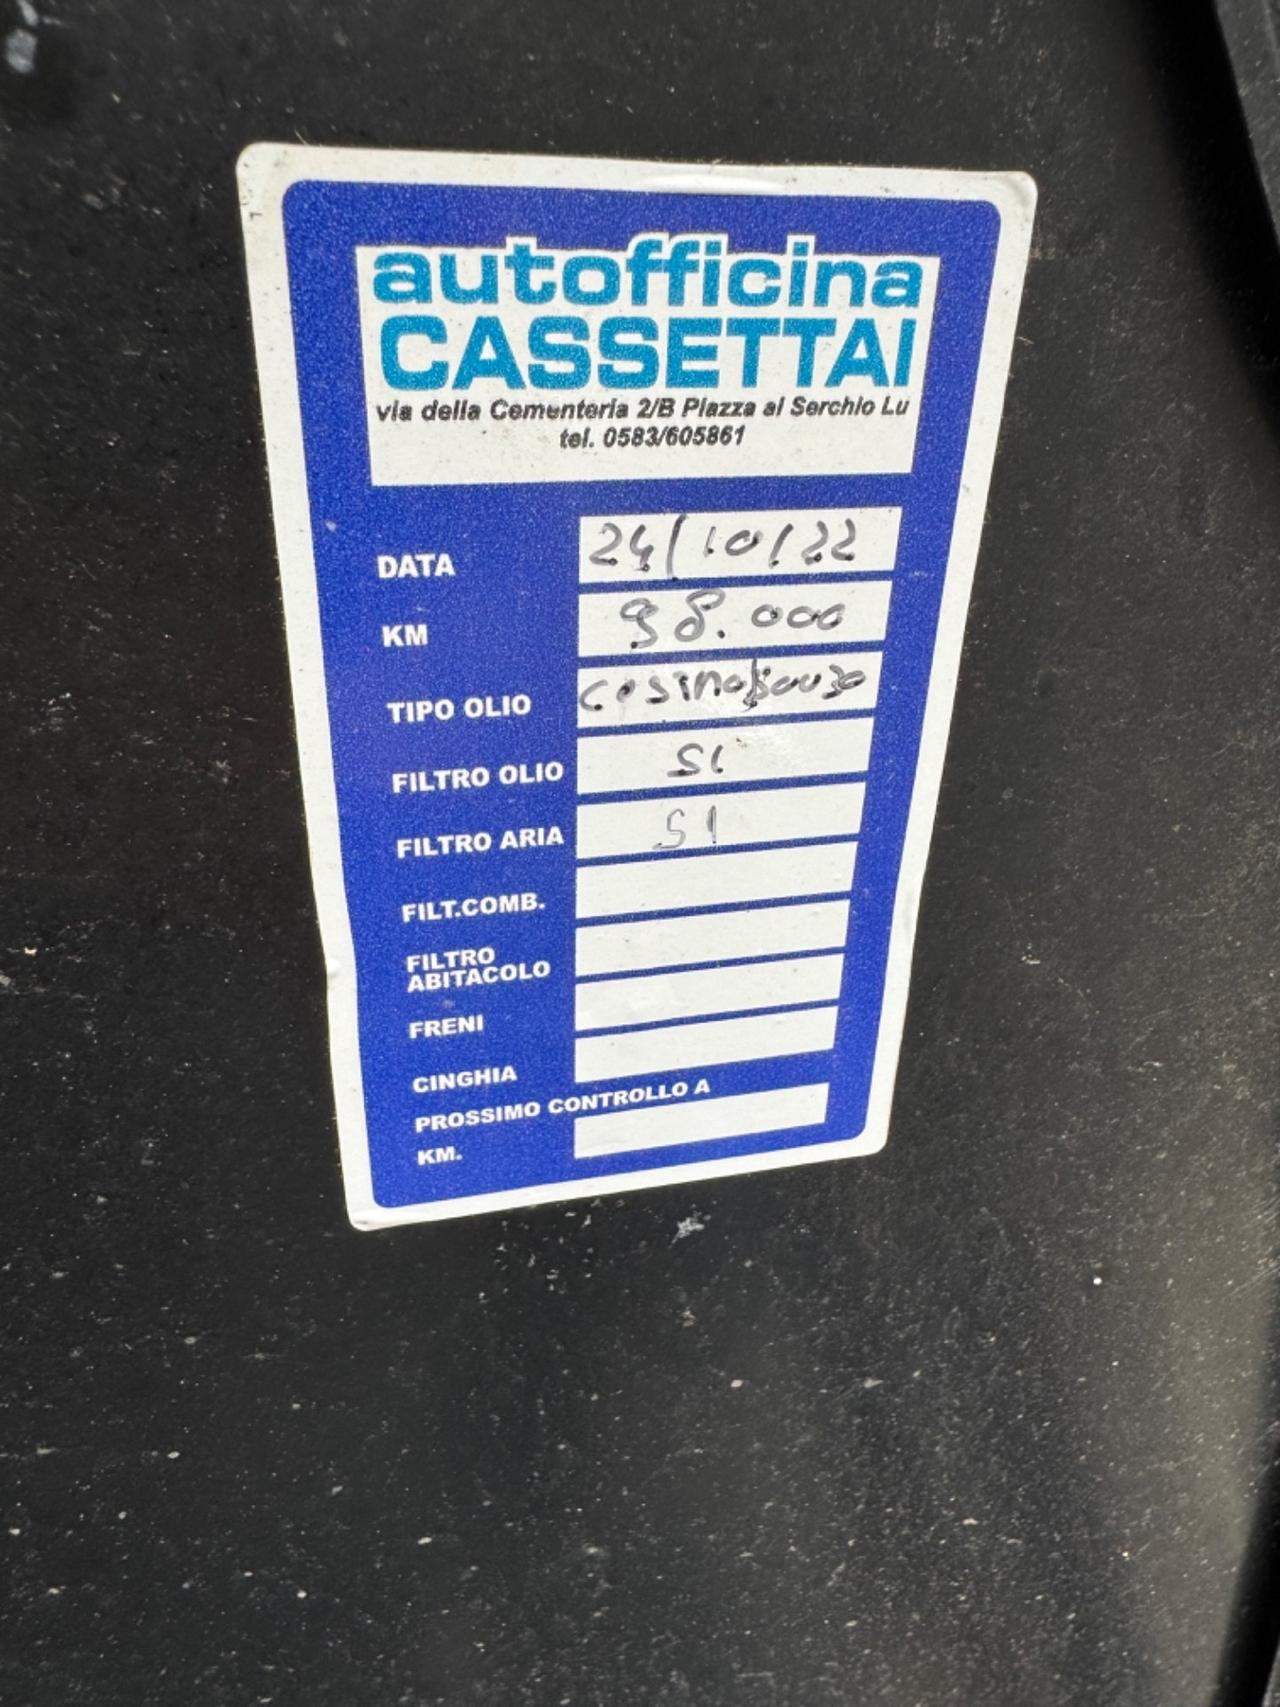 autofficina
CASSETTAI
via della Cementeria 2/B Piazza al Serchio Lu
tel. 0583/605861
DATA 24/10/22
KM 98.000
TIPO OLIO
FILTRO OLIO SI
FILTRO ARIA SI
FILT.COMB.
FILTRO
ABITACOLO
FRENI
CINGHIA
PROSSIMO CONTROLLO A
KM.